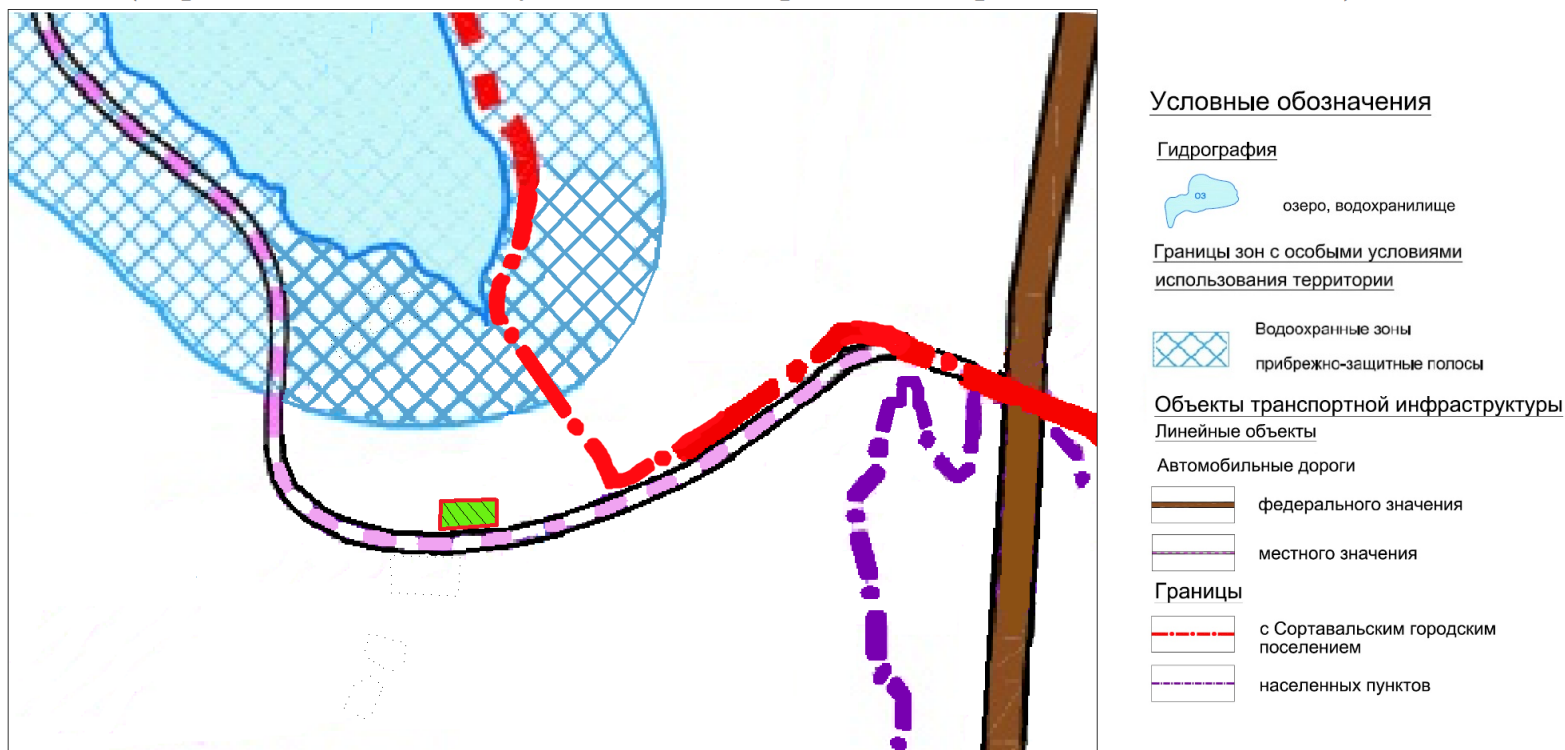 Условные обозначения
Гидрография
оз
озеро, водохранилище
Границы зон с особыми условиями
использования территории
Водоохранные зоны
прибрежно-защитные полосы
Объекты транспортной инфраструктуры
Линейные объекты
Автомобильные дороги
федерального значения
местного значения
Границы
с Сортавальским городским
поселением
населенных пунктов